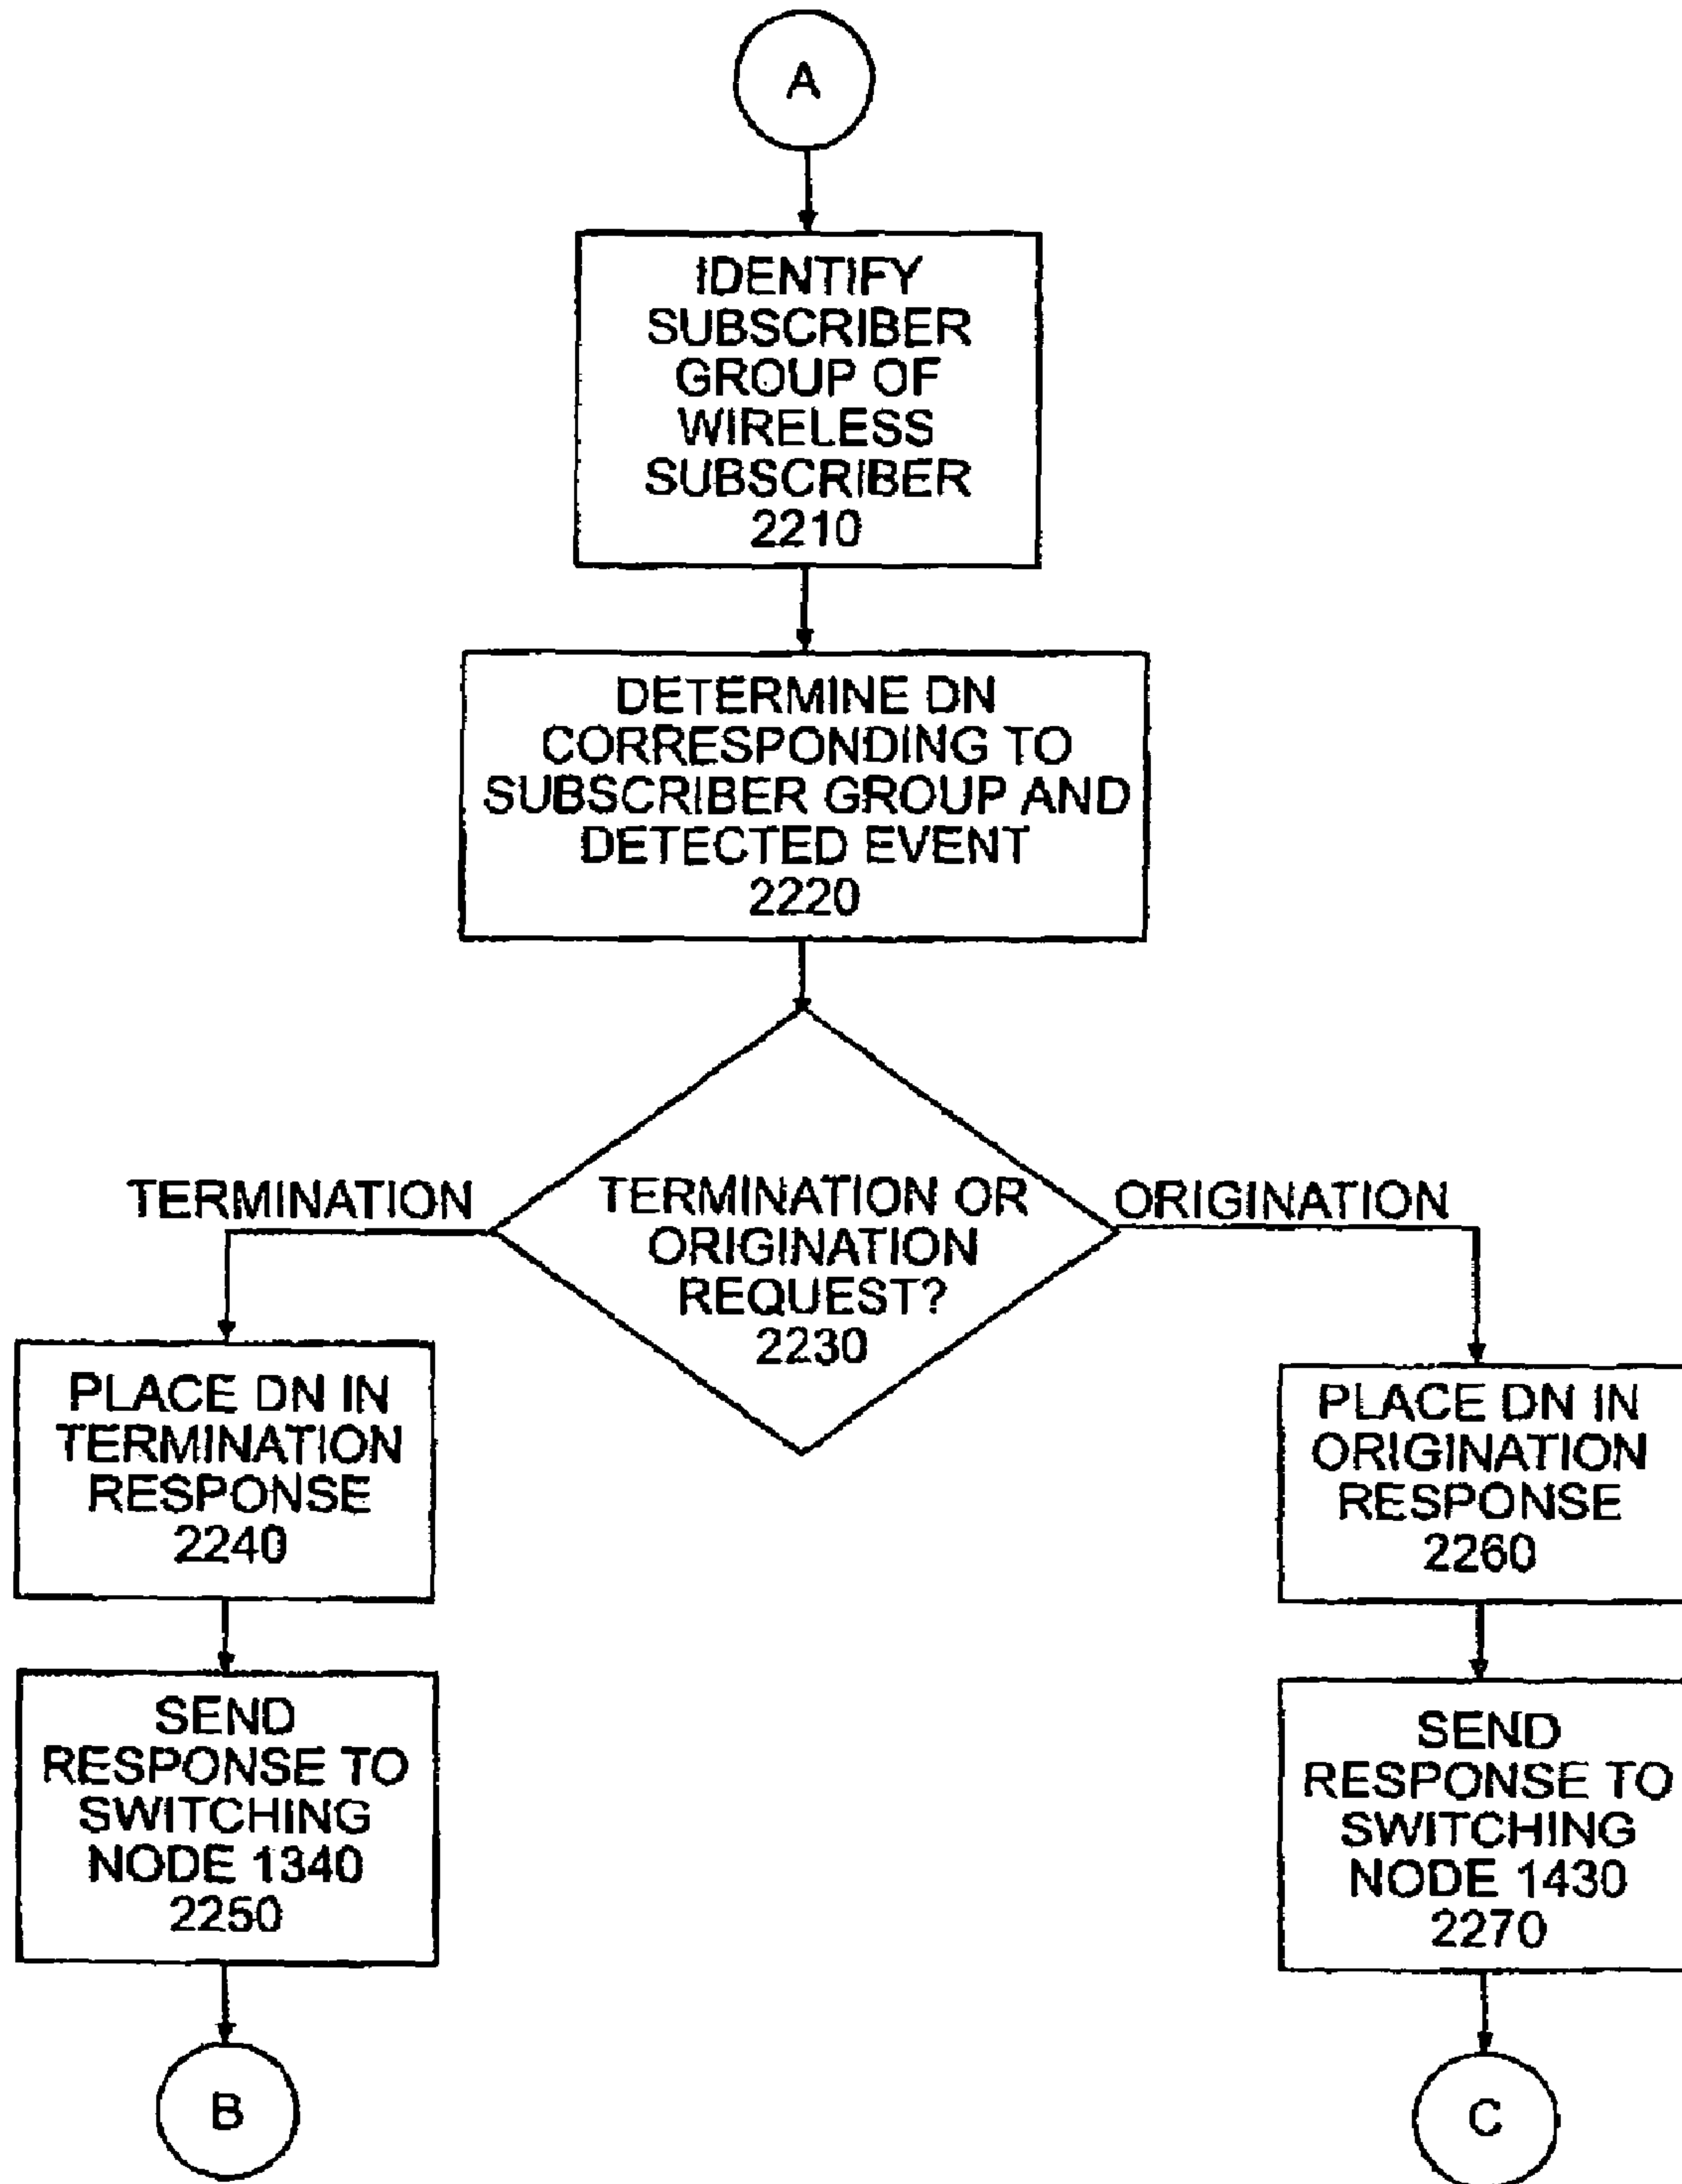 A
IDENTIFY
SUBSCRIBER
GROUP OF
WIRELESS
SUBSCRIBER
2210
DETERMINE DN
CORRESPONDING TO
SUBSCRIBER GROUP AND
DETECTED EVENT
2220
TERMINATION
TERMINATION OR
ORIGINATION
REQUEST?
2230
ORIGINATION
PLACE DN IN
TERMINATION
RESPONSE
2240
PLACE DN IN
ORIGINATION
RESPONSE
2260
SEND
RESPONSE TO
SWITCHING
NODE 1340
2250
SEND
RESPONSE TO
SWITCHING
NODE 1430
2270
B
C